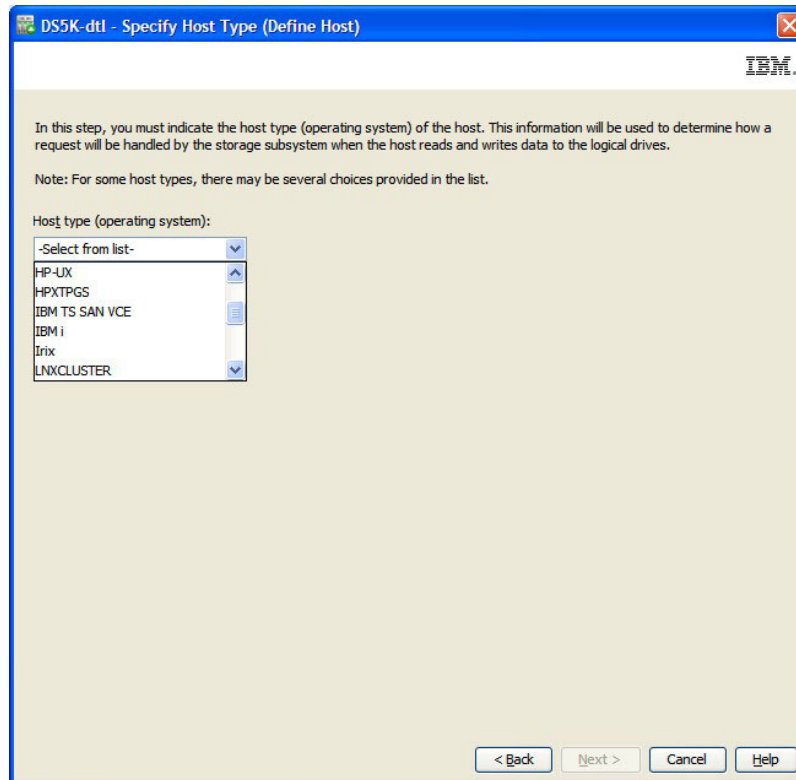 DS5K-dtl - Specify Host Type (Define Host)
IBM.
In this step, you must indicate the host type (operating system) of the host. This information will be used to determine how a
request will be handled by the storage subsystem when the host reads and writes data to the logical drives.
Note: For some host types, there may be several choices provided in the list.
Host type (operating system):
-Select from list-
HP-UX
HPXTPGS
IBM TS SAN VCE
IBM i
Irix
LNXCLUSTER
< Back Next > Cancel Help